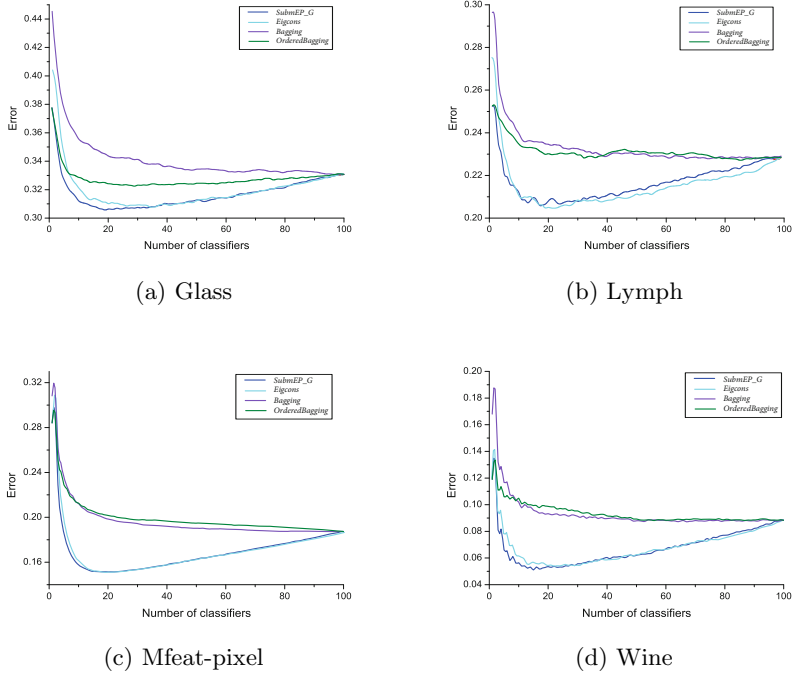 0.44
0.42
0.40
0.38
0.36
0.34
0.32
0.30
Error
0 20 40 60 80 100
Number of classifiers
SubmEP_G
Eigcons
Bagging
OrderedBagging
(a) Glass
0.30
0.28
0.26
0.24
0.22
0.20
Error
0 20 40 60 80 100
Number of classifiers
SubmEP_G
Eigcons
Bagging
OrderedBagging
(b) Lymph
0.32
0.28
0.24
0.20
0.16
Error
0 20 40 60 80 100
Number of classifiers
SubmEP_G
Eigcons
Bagging
OrderedBagging
(c) Mfeat-pixel
0.20
0.18
0.16
0.14
0.12
0.10
0.08
0.06
0.04
Error
0 20 40 60 80 100
Number of classifiers
SubmEP_G
Eigcons
Bagging
OrderedBagging
(d) Wine